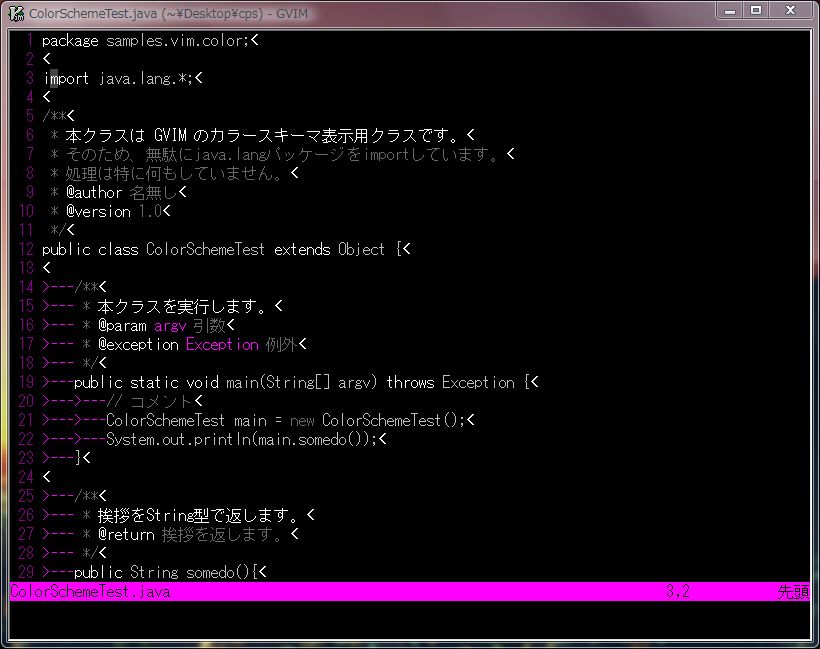 ColorSchemeTest.java (~¥Desktop¥cps) - GVIM
1 package samples.vim.color;<
2 <
3 import java.lang.*;<
4 <
5 /**<
6  * 本クラスは GVIM のカラースキーマ表示用クラスです。<
7  * そのため、無駄にjava.langパッケージをimportしています。<
8  * 処理は特に何もしていません。<
9  * @author 名無し<
10  * @version 1.0<
11  */<
12 public class ColorSchemeTest extends Object {<
13 <
14 >---/**<
15 >--- * 本クラスを実行します。<
16 >--- * @param argv 引数<
17 >--- * @exception Exception 例外<
18 >--- */<
19 >---public static void main(String[] argv) throws Exception {<
20 >--->---// コメント<
21 >--->---ColorSchemeTest main = new ColorSchemeTest();<
22 >--->---System.out.println(main.somedo());<
23 >---}<
24 <
25 >---/**<
26 >--- * 挨拶をString型で返します。<
27 >--- * @return 挨拶を返します。<
28 >--- */<
29 >---public String somedo(){<
ColorSchemeTest.java 3,2 先頭